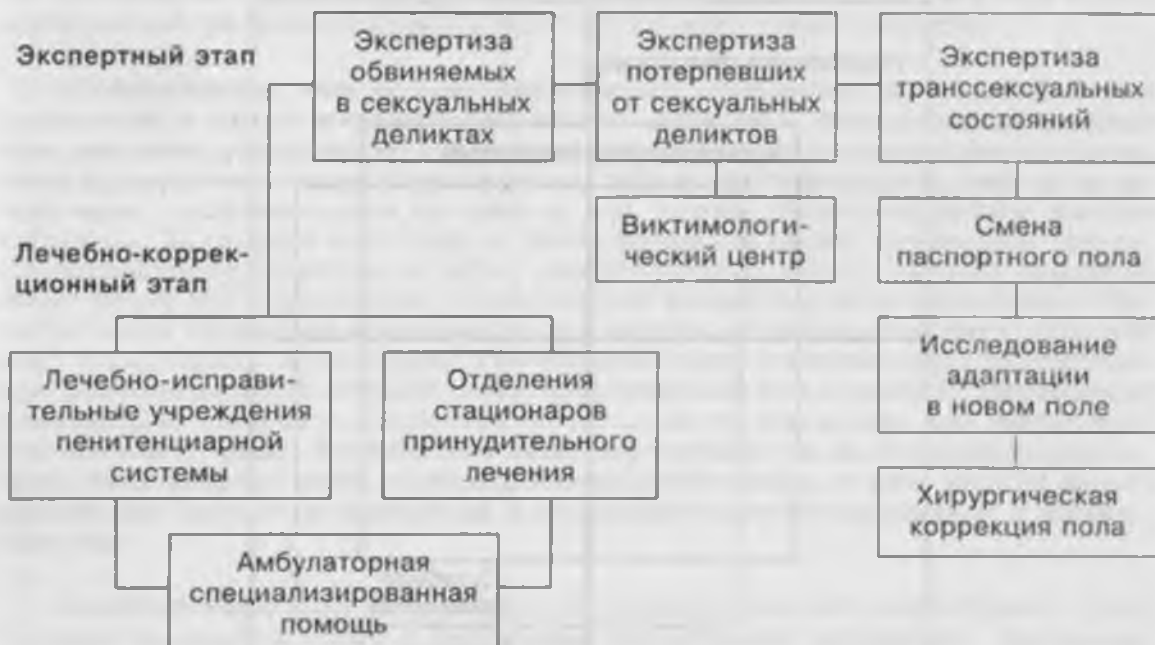 Экспертный этап
Экспертиза
обвиняемых
в сексуальных
деликтах
Экспертиза
потерпевших
от сексуальных
деликтов
Экспертиза
транссексуальных
состояний
Лечебно-коррек-
ционный этап
Виктимологи-
ческий центр
Смена
паспортного пола
Лечебно-исправи-
тельные учреждения
пенитенциарной
системы
Отделения
стационаров
принудительного
лечения
Исследование
адаптации
в новом поле
Амбулаторная
специализированная
помощь
Хирургическая
коррекция пола